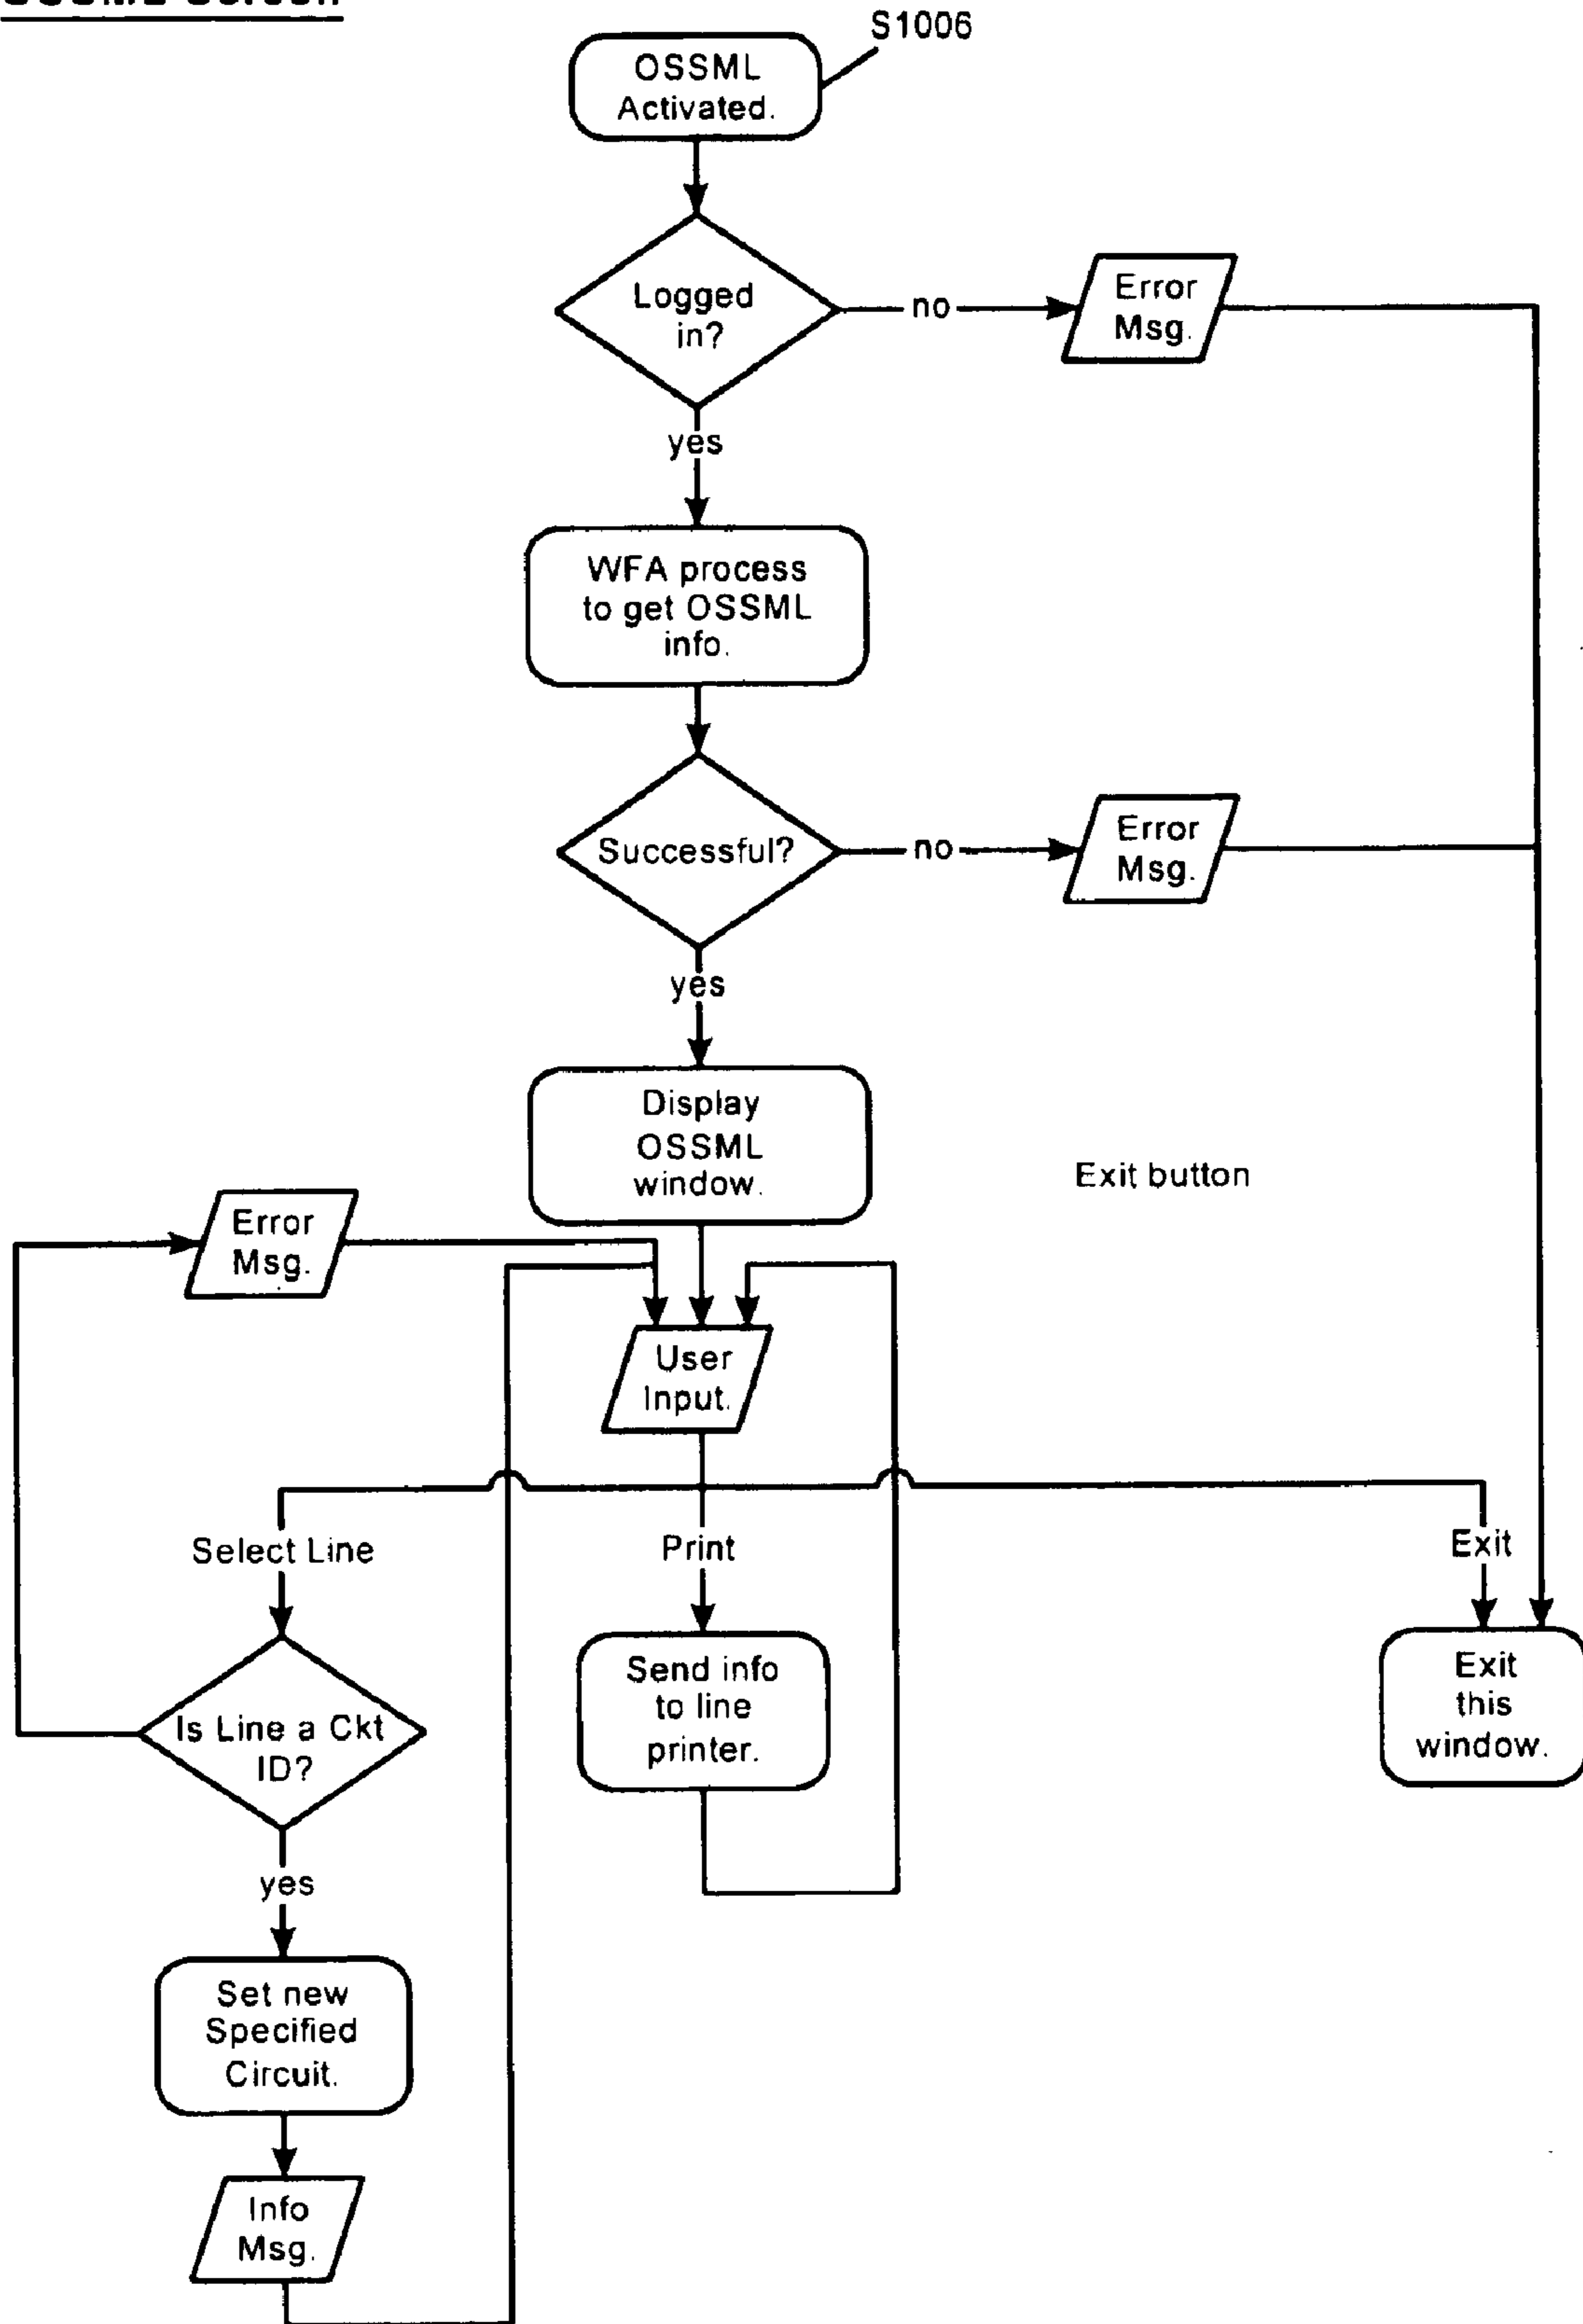 S1006
OSSML
Activated.
Logged
in?
no
Error
Msg.
yes
WFA process
to get OSSML
info.
Successful?
no
Error
Msg.
yes
Display
OSSML
window.
Exit button
Error
Msg.
User
Input.
Select Line
Print
Exit
Is Line a Ckt
ID?
Send info
to line
printer.
Exit
this
window.
yes
Set new
Specified
Circuit.
Info
Msg.